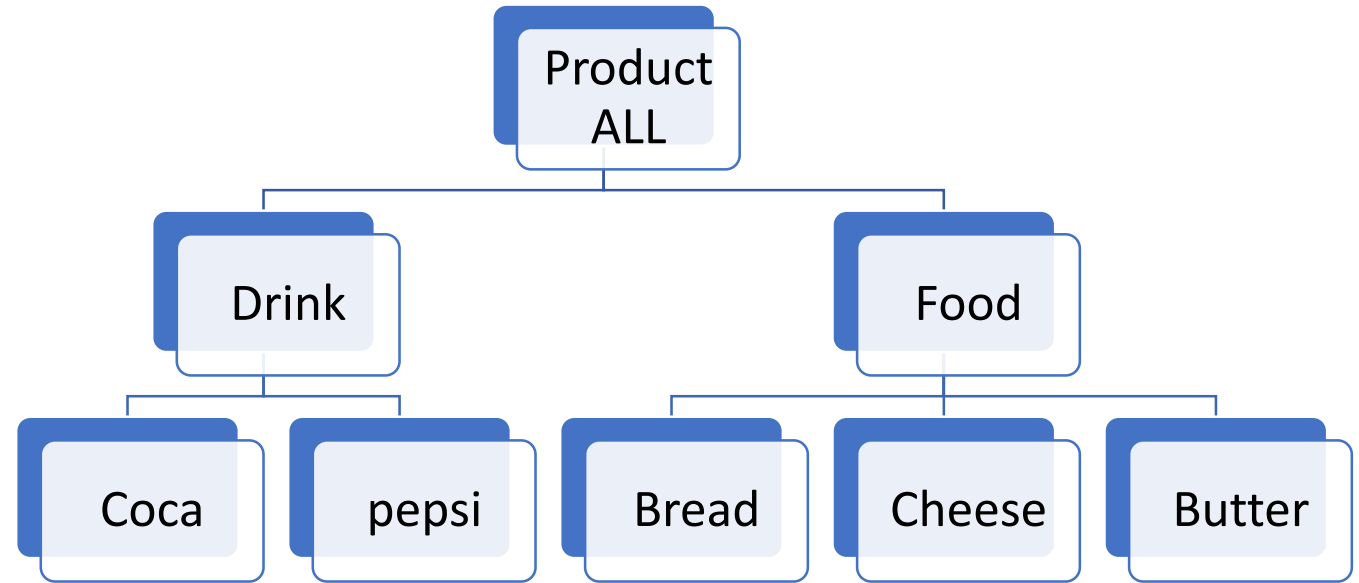 Product
ALL
Drink
Food
Coca
pepsi
Bread
Cheese
Butter